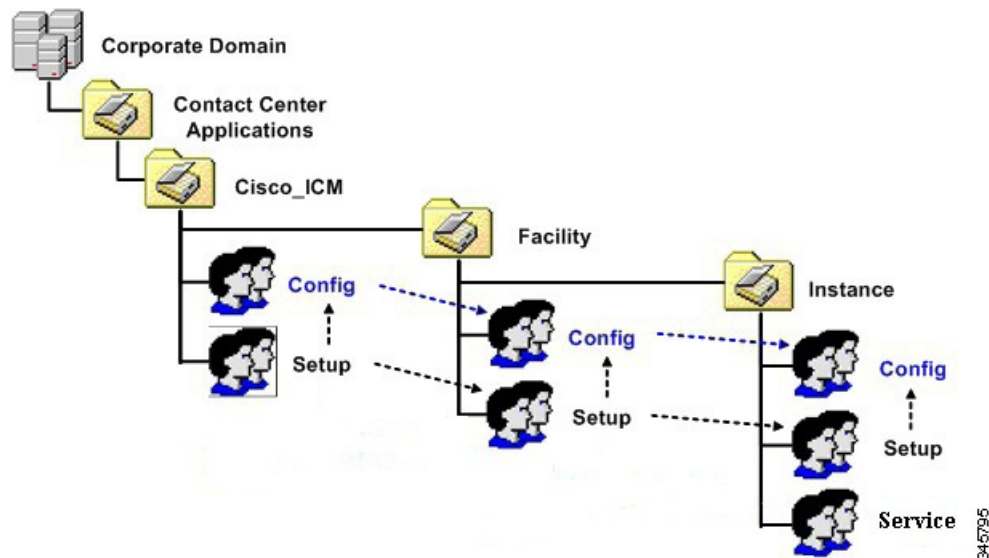 Corporate Domain
Contact Center
Applications
Cisco_ICM
Facility
Instance
Config
Setup
Config
Setup
Config
Setup
Service
345795